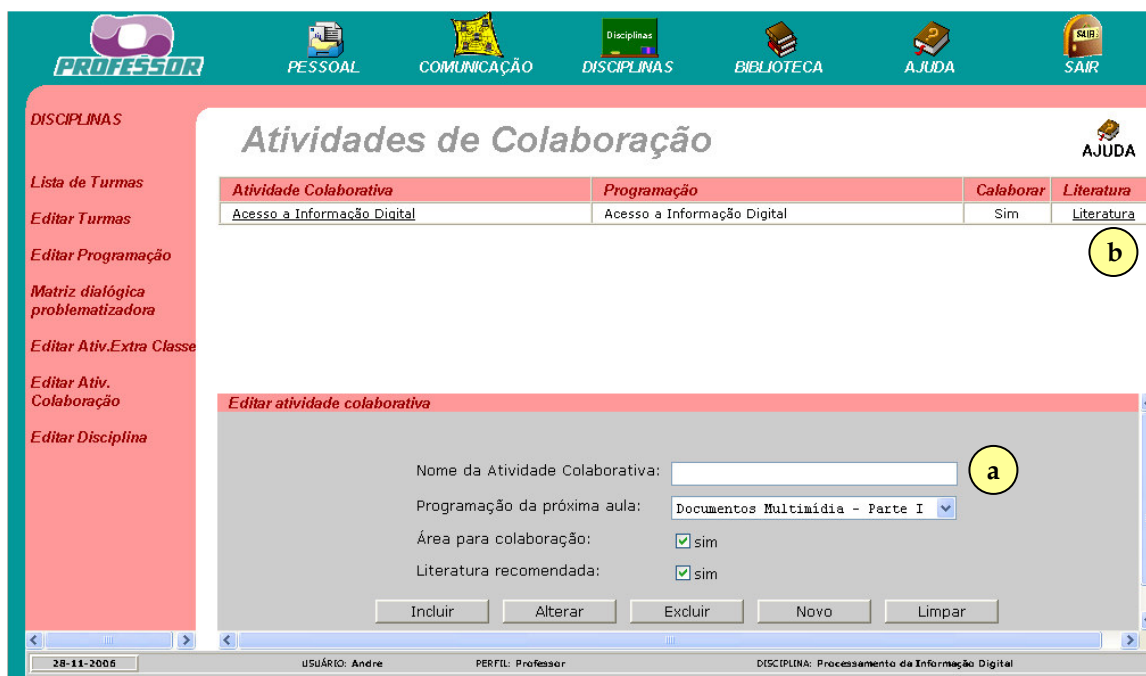 PROFESSOR
PESSOAL
COMUNICAÇÃO
Disciplinas
DISCIPLINAS
BIBLIOTECA
AJUDA
SAIR
SAIR
DISCIPLINAS
Lista de Turmas
Editar Turmas
Editar Programação
Matriz dialógica
problematizadora
Editar Ativ.Extra Classe
Editar Ativ.
Colaboração
Editar Disciplina
Atividades de Colaboração
AJUDA
Atividade Colaborativa Programação Calaborar Literatura
Acesso a Informação Digital Acesso a Informação Digital Sim Literatura
b
Editar atividade colaborativa
Nome da Atividade Colaborativa:
a
Programação da próxima aula: Documentos Multimídia - Parte I
Área para colaboração: sim
Literatura recomendada: sim
Incluir Alterar Excluir Novo Limpar
28-11-2006 USUÁRIO: Andre PERFIL: Professor DISCIPLINA: Processamento da Informação Digital